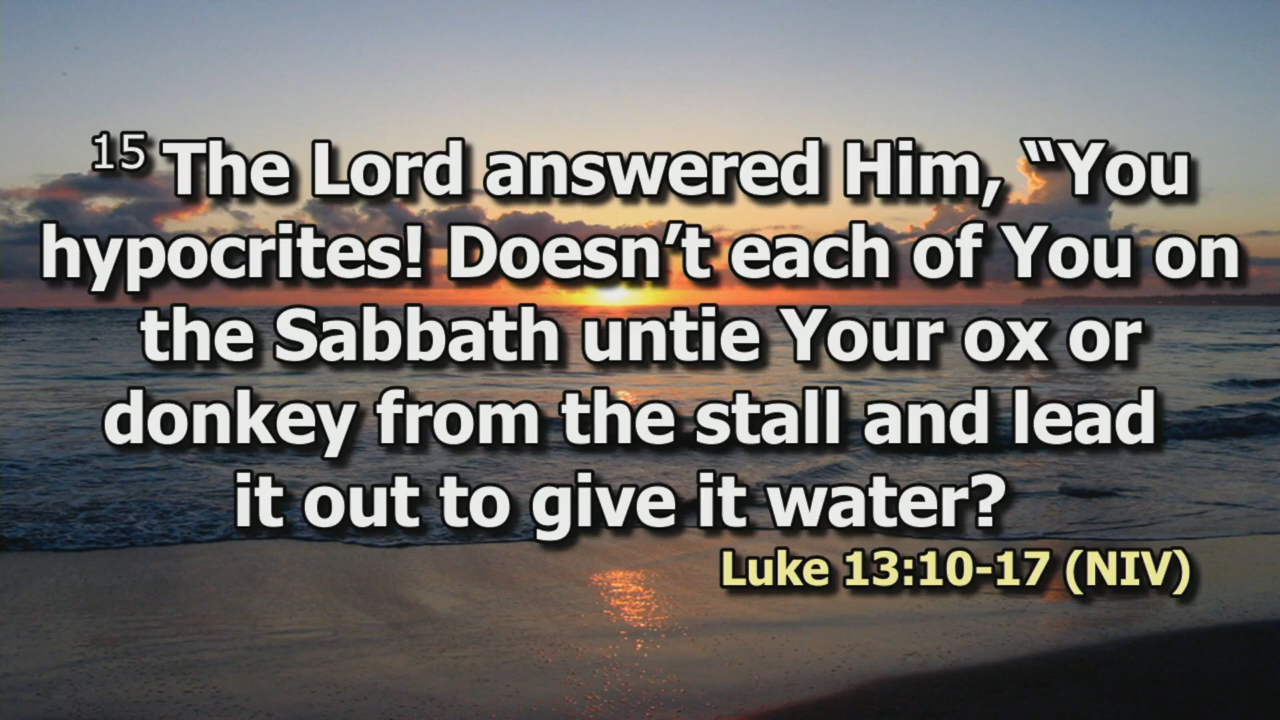 15 The Lord answered Him, “You
hypocrites! Doesn’t each of You on
the Sabbath untie Your ox or
donkey from the stall and lead
it out to give it water?
Luke 13:10-17 (NIV)